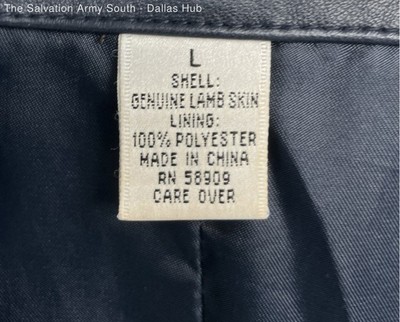 The Salvation Army South - Dallas Hub
L
SHELL:
GENUINE LAMB SKIN
LINING:
100% POLYESTER
MADE IN CHINA
RN 58909
CARE OVER